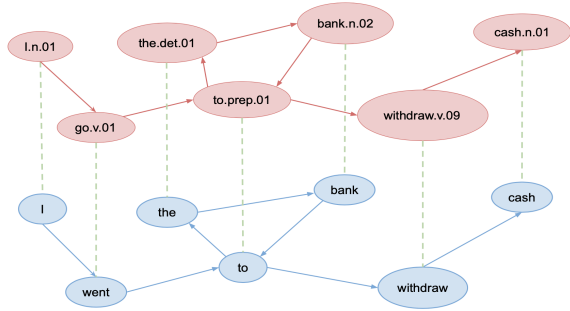 I.n.01
the.det.01
bank.n.02
cash.n.01
go.v.01
to.prep.01
withdraw.v.09
I
the
bank
cash
went
to
withdraw